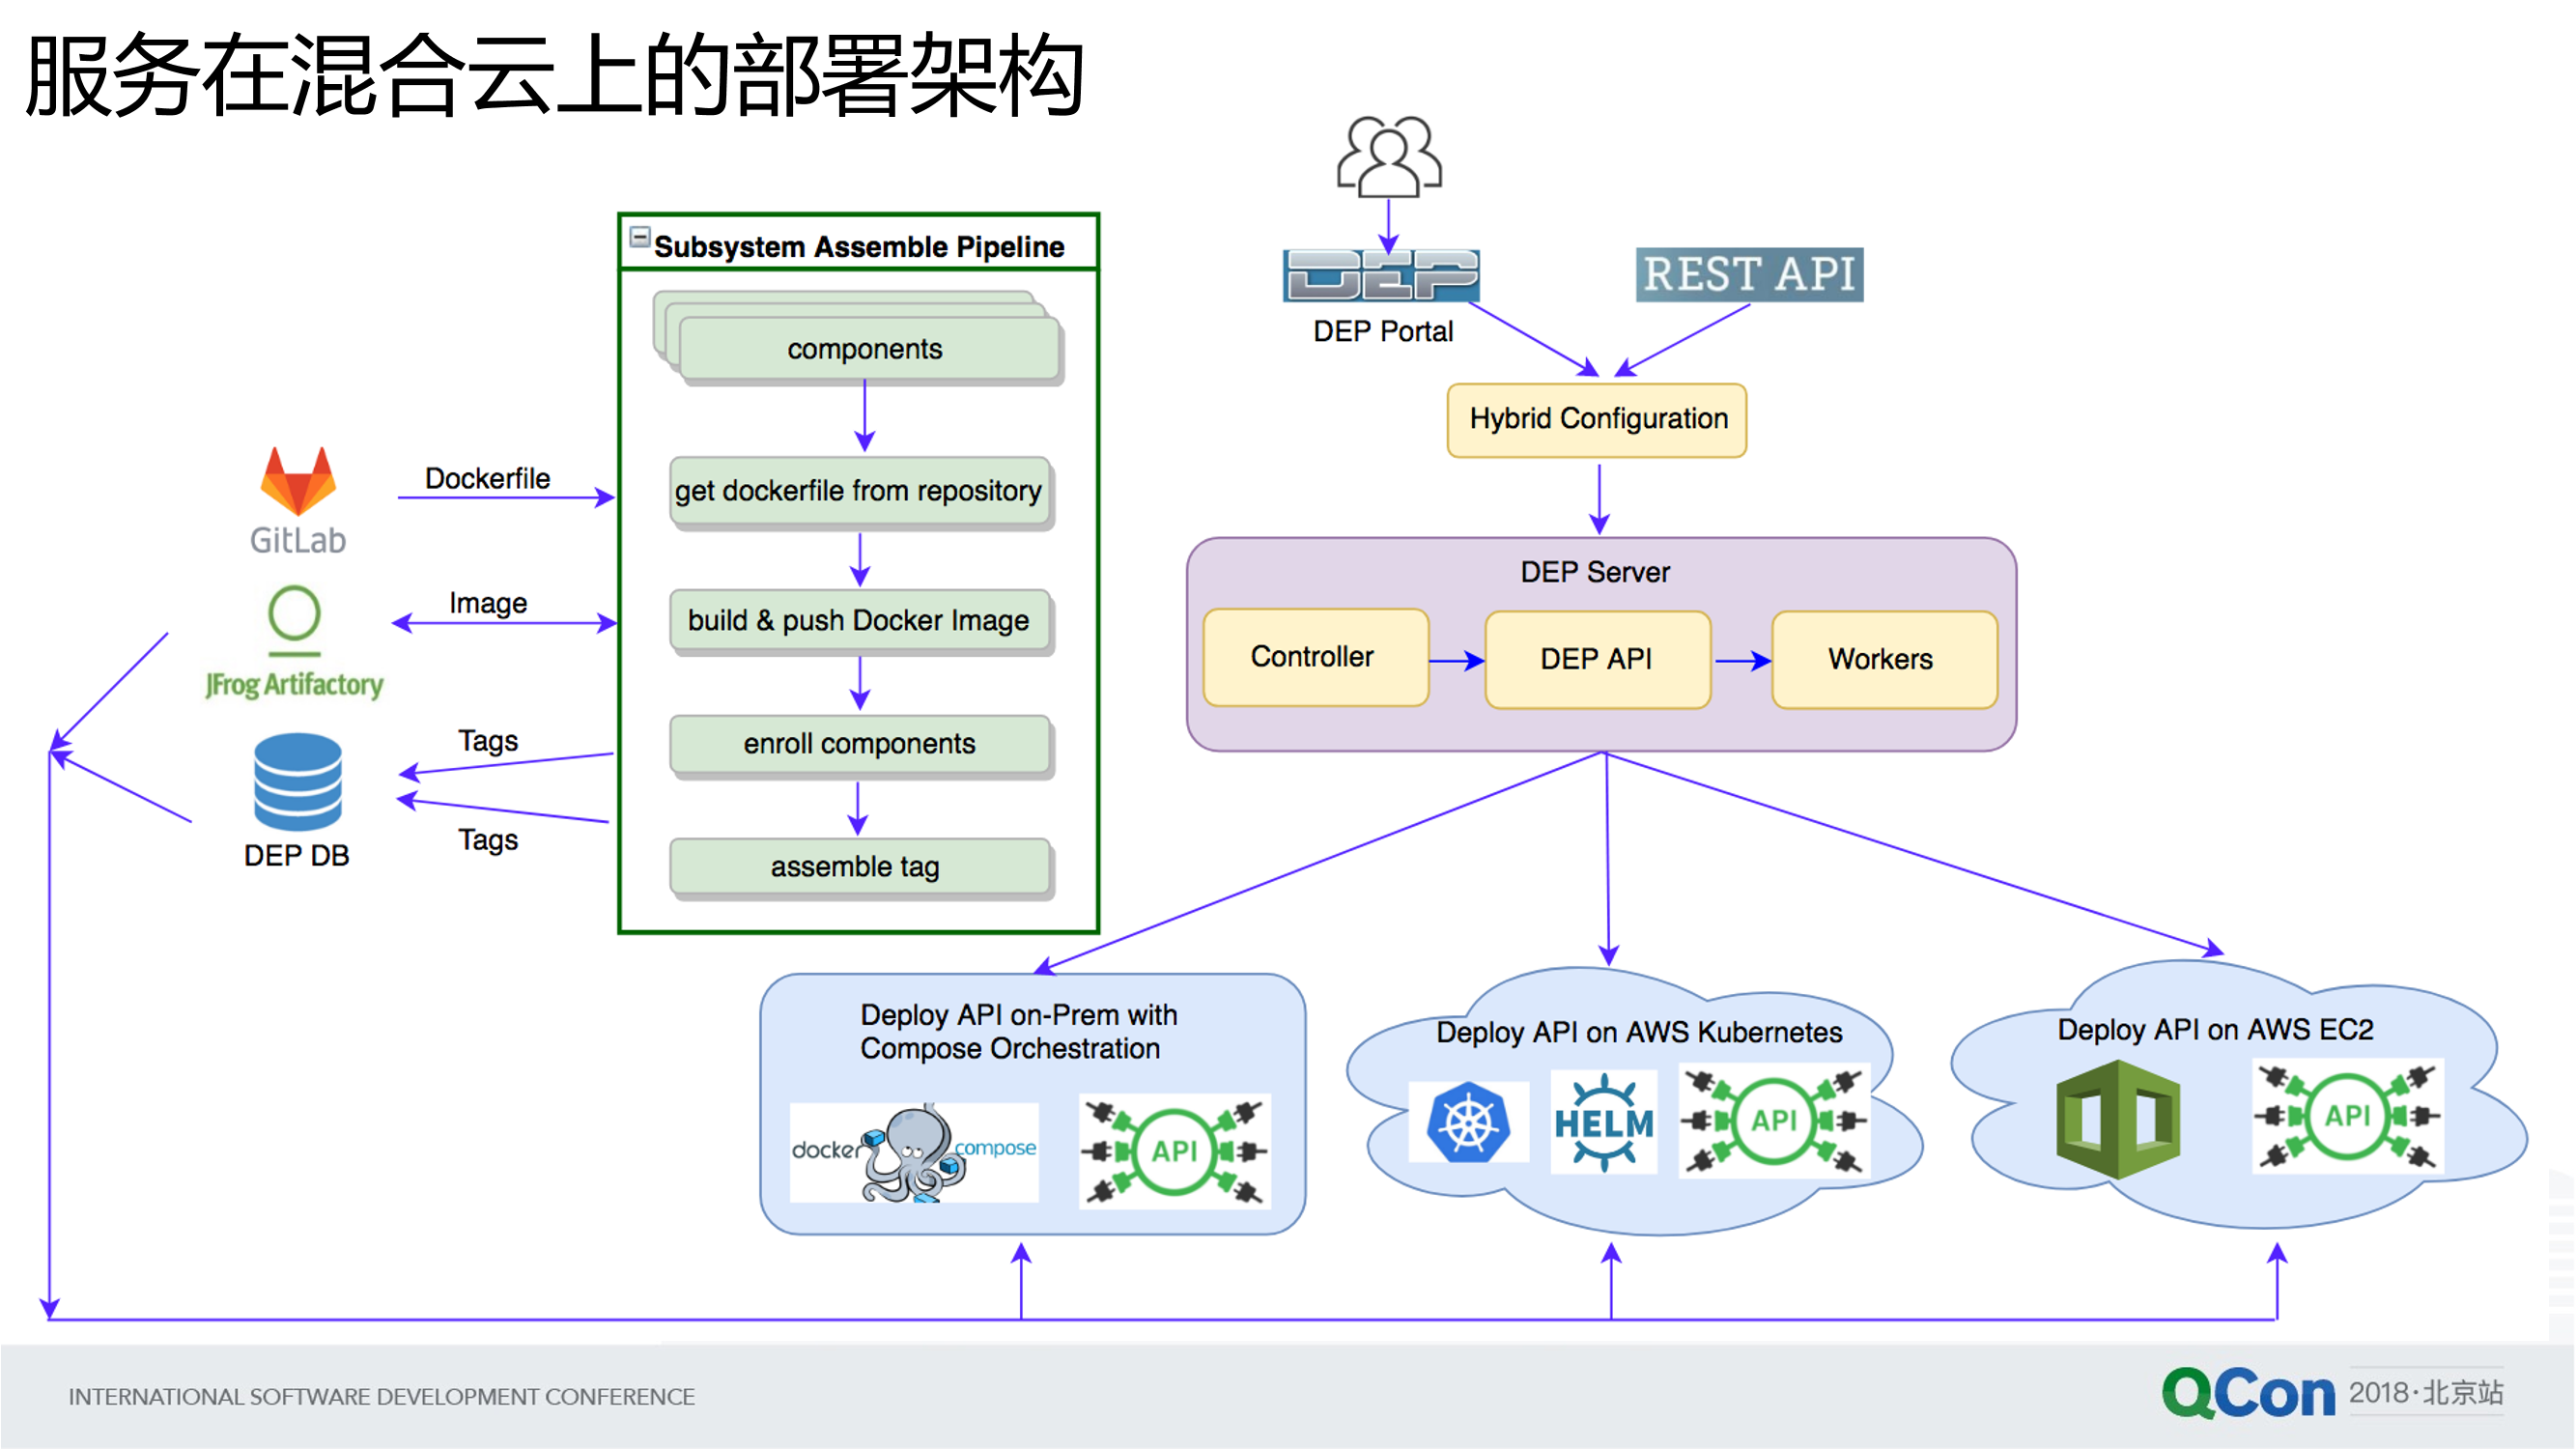 服务在混合云上的部署架构
Subsystem Assemble Pipeline
components
get dockerfile from repository
build & push Docker Image
enroll components
assemble tag
Dockerfile
GitLab
Image
JFrog Artifactory
Tags
Tags
DEP DB
DEP
DEP Portal
REST API
Hybrid Configuration
DEP Server
Controller
DEP API
Workers
Deploy API on-Prem with
Compose Orchestration
docker compose
API
Deploy API on AWS Kubernetes
HELM
API
Deploy API on AWS EC2
API
INTERNATIONAL SOFTWARE DEVELOPMENT CONFERENCE
QCon 2018·北京站